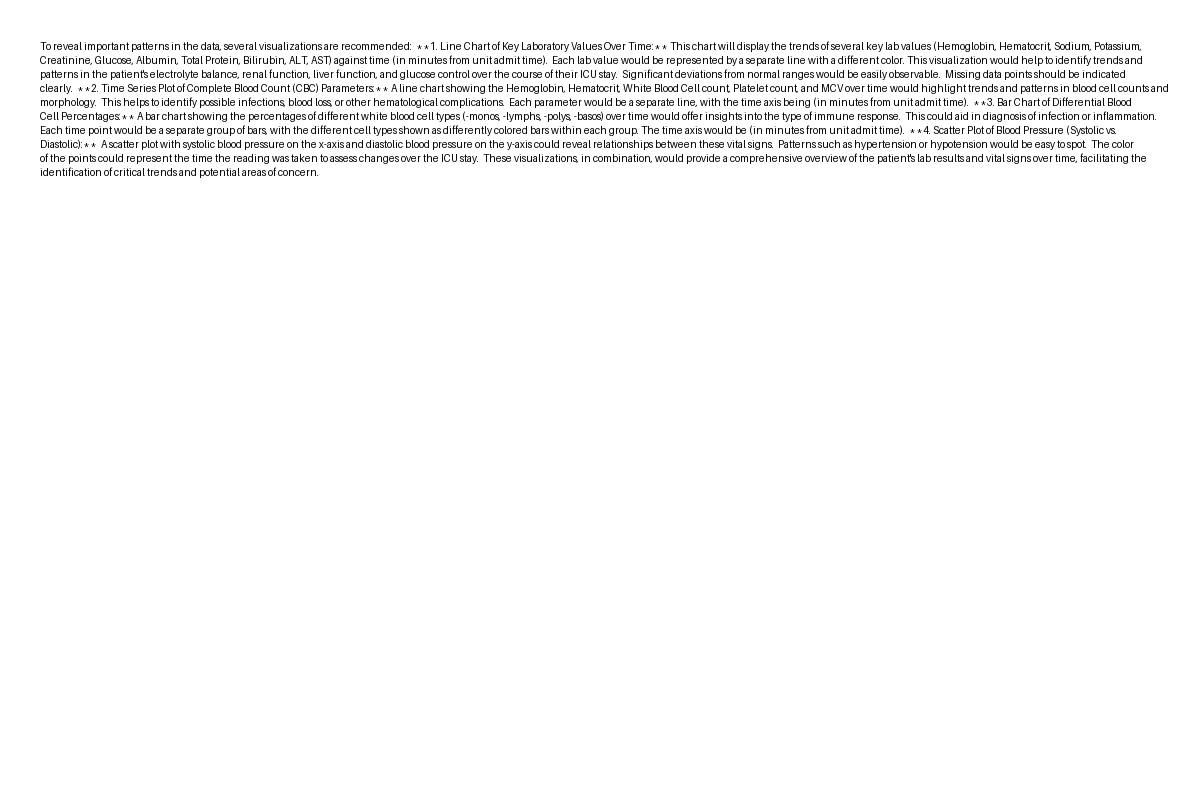 To reveal important patterns in the data, several visualizations are recommended:  **1. Line Chart of Key Laboratory Values Over Time:** This chart will display the trends of several key lab values (Hemoglobin, Hematocrit, Sodium, Potassium,
Creatinine, Glucose, Albumin, Total Protein, Bilirubin, ALT, AST) against time (in minutes from unit admit time).  Each lab value would be represented by a separate line with a different color. This visualization would help to identify trends and
patterns in the patient's electrolyte balance, renal function, liver function, and glucose control over the course of their ICU stay.  Significant deviations from normal ranges would be easily observable.  Missing data points should be indicated
clearly.  **2. Time Series Plot of Complete Blood Count (CBC) Parameters:** A line chart showing the Hemoglobin, Hematocrit, White Blood Cell count, Platelet count, and MCV over time would highlight trends and patterns in blood cell counts and
morphology.  This helps to identify possible infections, blood loss, or other hematological complications.  Each parameter would be a separate line, with the time axis being (in minutes from unit admit time).  **3. Bar Chart of Differential Blood
Cell Percentages:** A bar chart showing the percentages of different white blood cell types (-monos, -lymphs, -polys, -basos) over time would offer insights into the type of immune response.  This could aid in diagnosis of infection or inflammation.
Each time point would be a separate group of bars, with the different cell types shown as differently colored bars within each group. The time axis would be (in minutes from unit admit time).  **4. Scatter Plot of Blood Pressure (Systolic vs.
Diastolic):**  A scatter plot with systolic blood pressure on the x-axis and diastolic blood pressure on the y-axis could reveal relationships between these vital signs.  Patterns such as hypertension or hypotension would be easy to spot.  The color
of the points could represent the time the reading was taken to assess changes over the ICU stay.  These visualizations, in combination, would provide a comprehensive overview of the patient's lab results and vital signs over time, facilitating the
identification of critical trends and potential areas of concern.